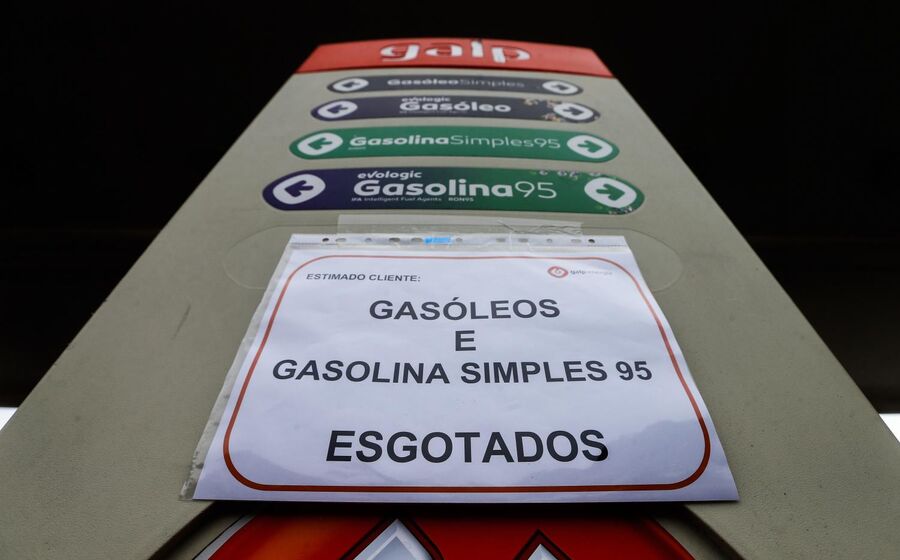 galp
GasóleoSimples
evologic
Gasóleo
GasolinaSimples95
evologic
Gasolina95
IFA Intelligent Fuel Agents RON95
ESTIMADO CLIENTE:
galp energia
GASÓLEOS
E
GASOLINA SIMPLES 95
ESGOTADOS